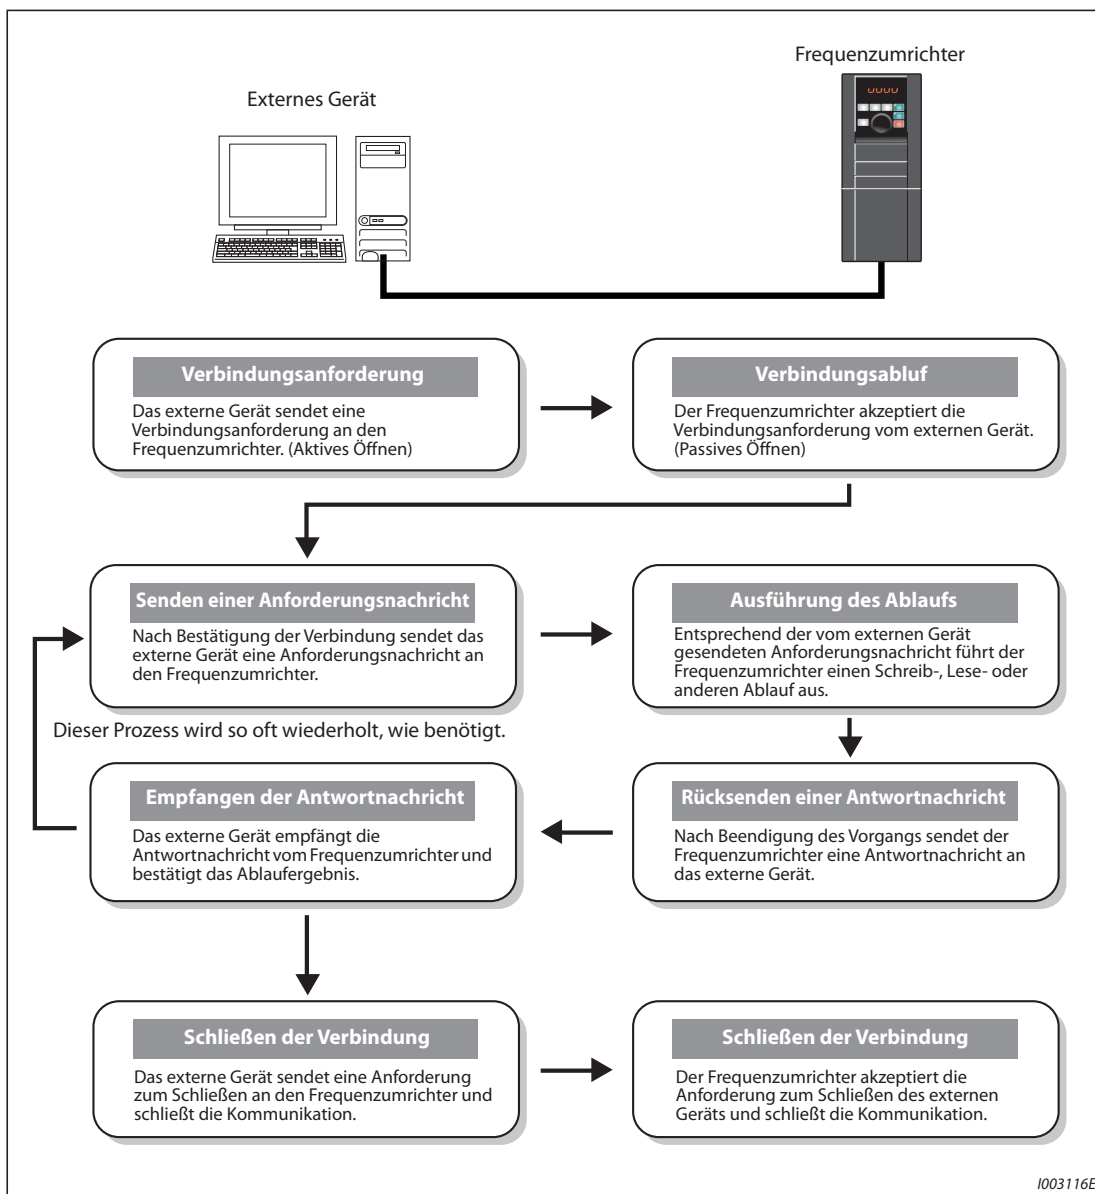 Frequenzumrichter
Externes Gerät
Verbindungsanforderung
Das externe Gerät sendet eine
Verbindungsanforderung an den
Frequenzumrichter. (Aktives Öffnen)
Verbindungsabluf
Der Frequenzumrichter akzeptiert die
Verbindungsanforderung vom externen Gerät.
(Passives Öffnen)
Senden einer Anforderungsnachricht
Nach Bestätigung der Verbindung sendet das
externe Gerät eine Anforderungsnachricht an
den Frequenzumrichter.
Ausführung des Ablaufs
Entsprechend der vom externen Gerät
gesendeten Anforderungsnachricht führt der
Frequenzumrichter einen Schreib-, Lese- oder
anderen Ablauf aus.
Dieser Prozess wird so oft wiederholt, wie benötigt.
Empfangen der Antwortnachricht
Das externe Gerät empfängt die
Antwortnachricht vom Frequenzumrichter und
bestätigt das Ablaufergebnis.
Rücksenden einer Antwortnachricht
Nach Beendigung des Vorgangs sendet der
Frequenzumrichter eine Antwortnachricht an
das externe Gerät.
Schließen der Verbindung
Das externe Gerät sendet eine Anforderung
zum Schließen an den Frequenzumrichter und
schließt die Kommunikation.
Schließen der Verbindung
Der Frequenzumrichter akzeptiert die
Anforderung zum Schließen des externen
Geräts und schließt die Kommunikation.
I003116E